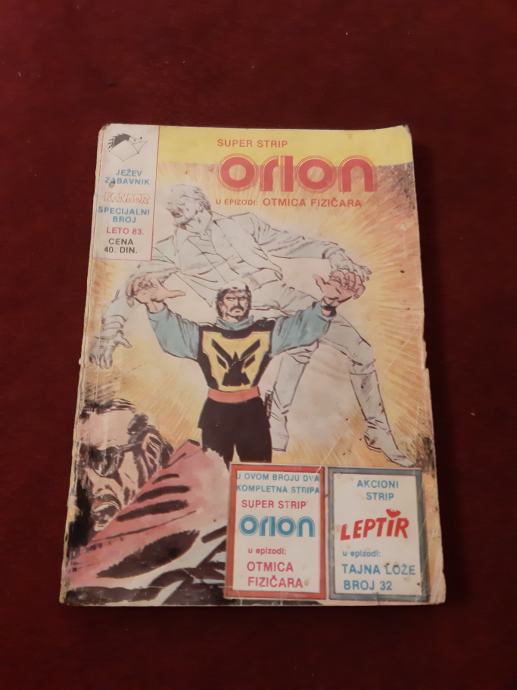 SUPER STRIP
orion
U EPIZODI: OTMICA FIZIČARA
JEŽEV
ZABAVNIK
KONDOR
SPECIJALNI
BROJ
LETO 83.
CENA
40. DIN.
U OVOM BROJU DVA
KOMPLETNA STRIPA
SUPER STRIP
orion
u epizodi:
OTMICA
FIZIČARA
AKCIONI
STRIP
LEPTIR
u epizodi:
TAJNA LOŽE
BROJ 32